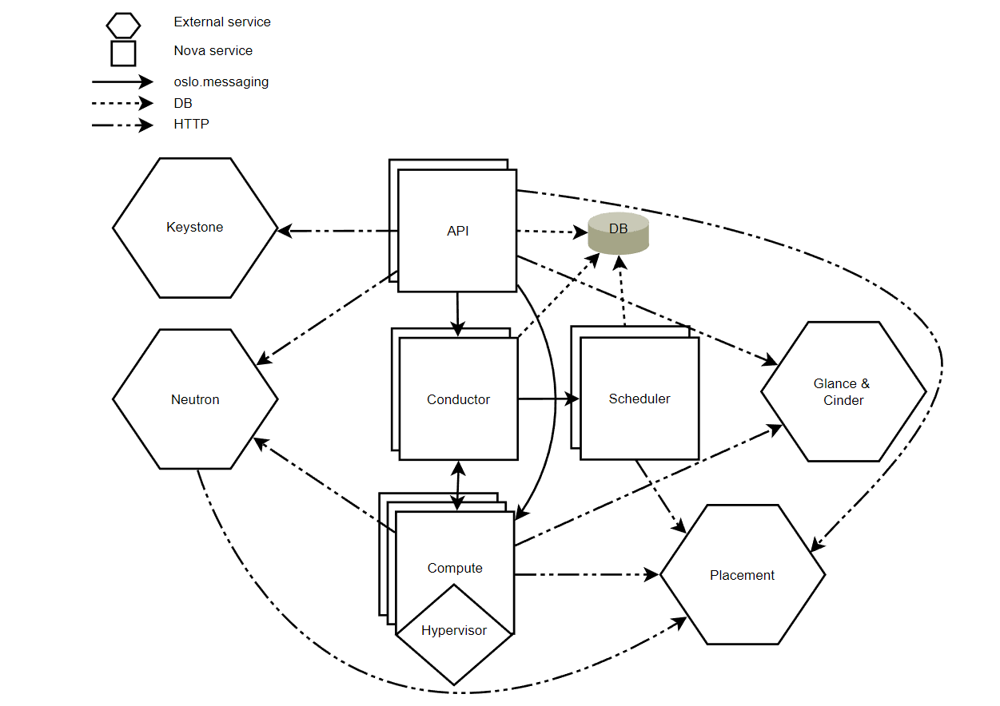 External service
Nova service
oslo.messaging
DB
HTTP
Keystone
API
DB
Neutron
Conductor
Scheduler
Glance &
Cinder
Compute
Hypervisor
Placement